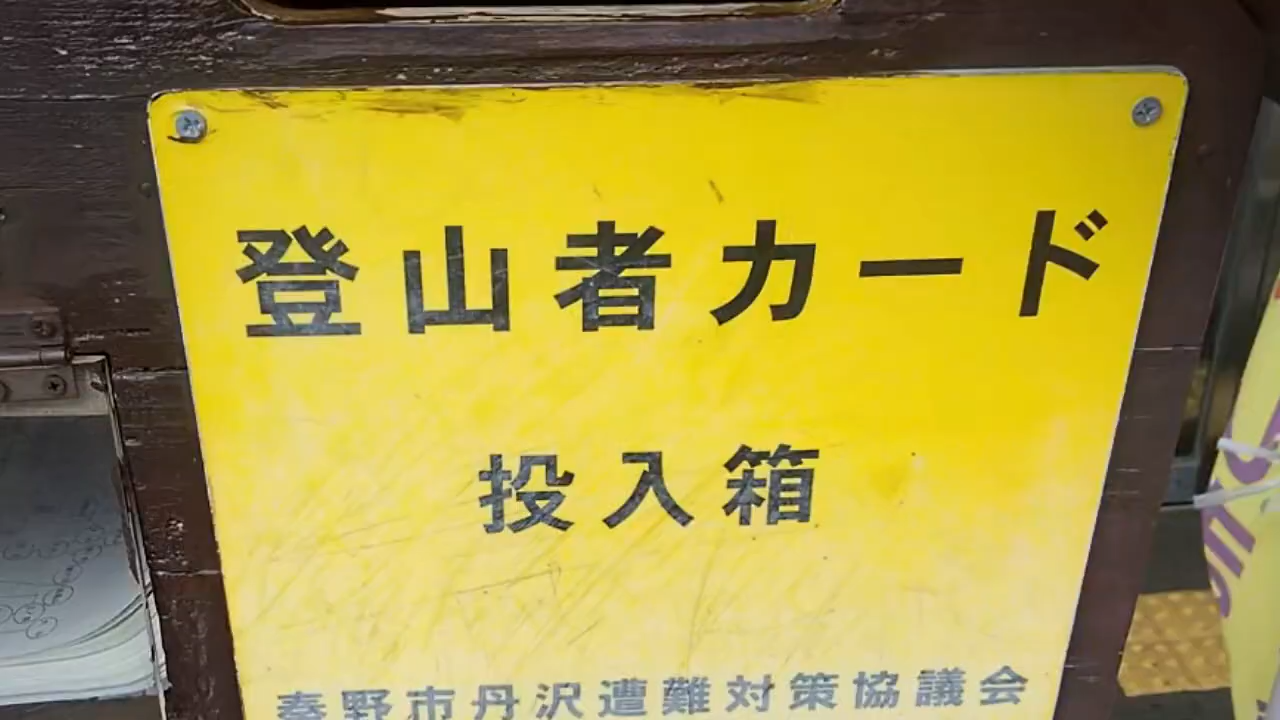 登山者カード
投入箱
秦野市丹沢遭難対策協議会